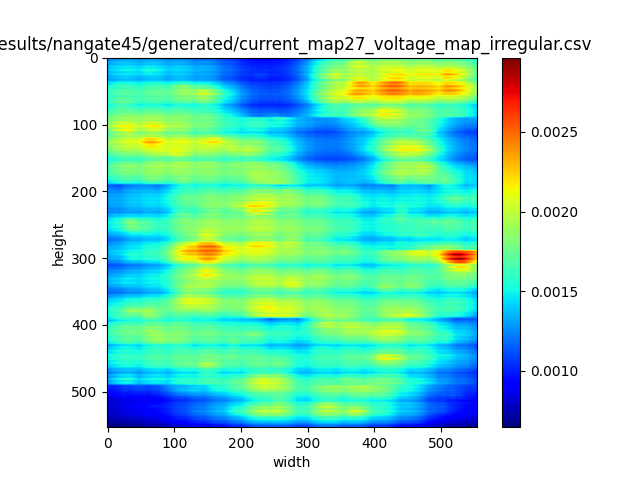 esults/nangate45/generated/current_map27_voltage_map_irregular.csv
0
100
200
300
400
500
height
0 100 200 300 400 500
width
0.0025
0.0020
0.0015
0.0010